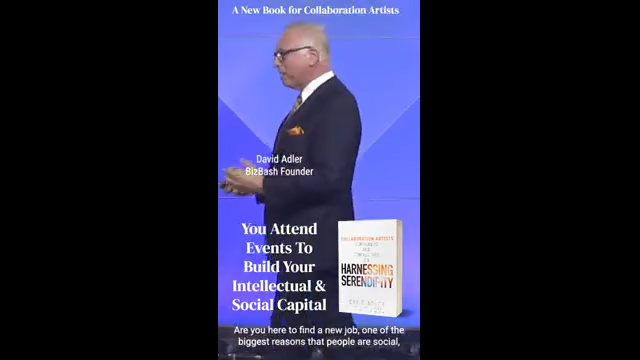 A New Book for Collaboration Artists
David Adler
BizBash Founder
You Attend
Events To
Build Your
Intellectual &
Social Capital
COLLABORATION ARTISTS
AND
HARNESSING
SERENDIPITY
Are you here to find a new job, one of the
biggest reasons that people are social,